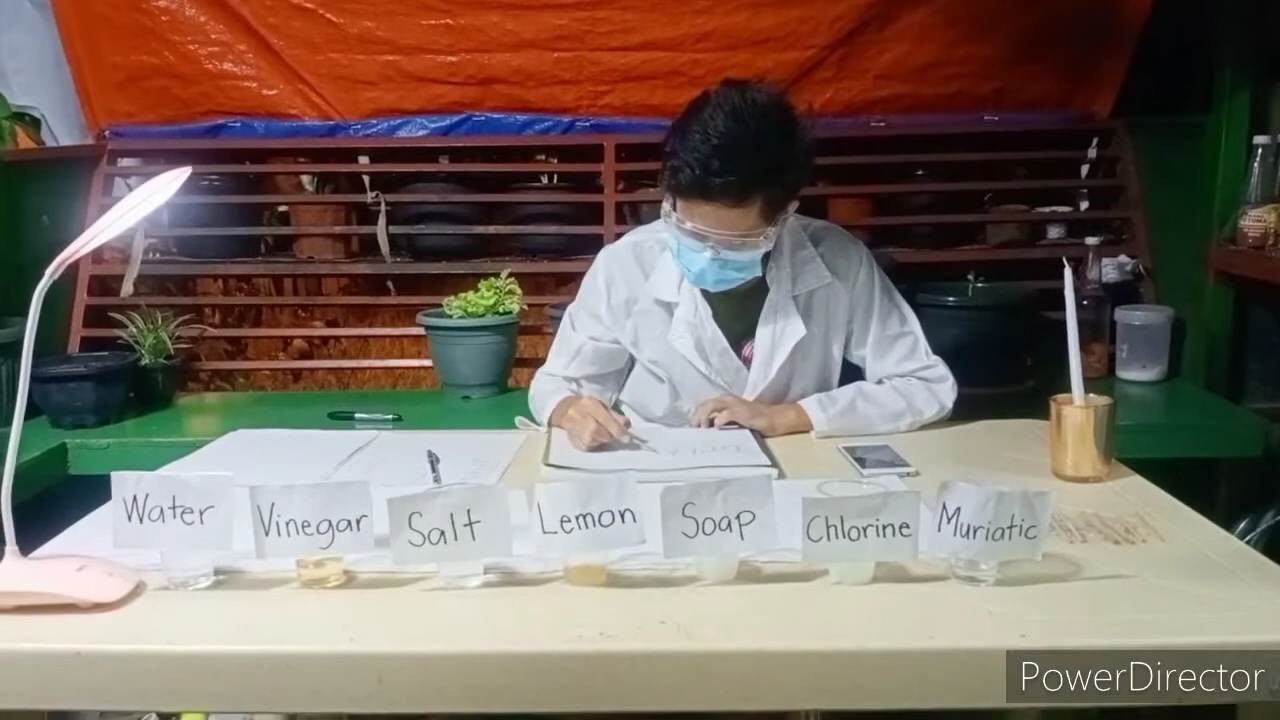 Water
Vinegar
Salt
Lemon
Soap
Chlorine
Muriatic
PowerDirector